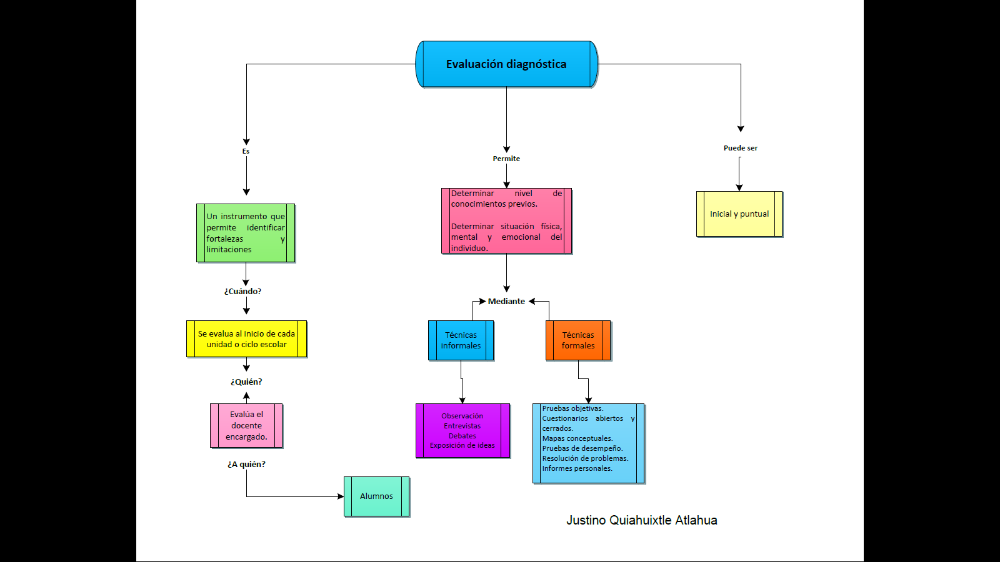 Evaluación diagnóstica
Es
Un instrumento que
permite identificar
fortalezas y
limitaciones
¿Cuándo?
Se evalua al inicio de cada
unidad o ciclo escolar
¿Quién?
Evalúa el
docente
encargado.
¿A quién?
Alumnos
Permite
Determinar nivel de
conocimientos previos.
Determinar situación física,
mental y emocional del
individuo.
Mediante
Técnicas
informales
Observación
Entrevistas
Debates
Exposición de ideas
Técnicas
formales
Pruebas objetivas.
Cuestionarios abiertos y
cerrados.
Mapas conceptuales.
Pruebas de desempeño.
Resolución de problemas.
Informes personales.
Puede ser
Inicial y puntual
Justino Quiahuixtle Atlahua